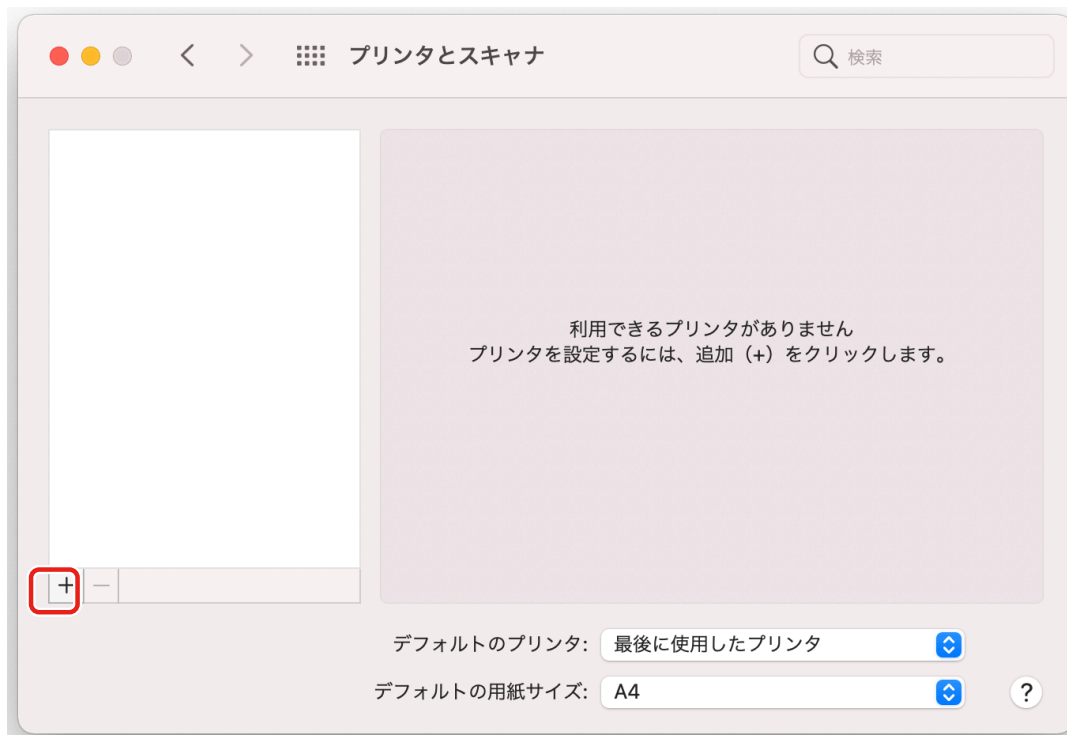 プリンタとスキャナ
検索
利用できるプリンタがありません
プリンタを設定するには、追加（+）をクリックします。
+ −
デフォルトのプリンタ: 最後に使用したプリンタ
デフォルトの用紙サイズ: A4
?